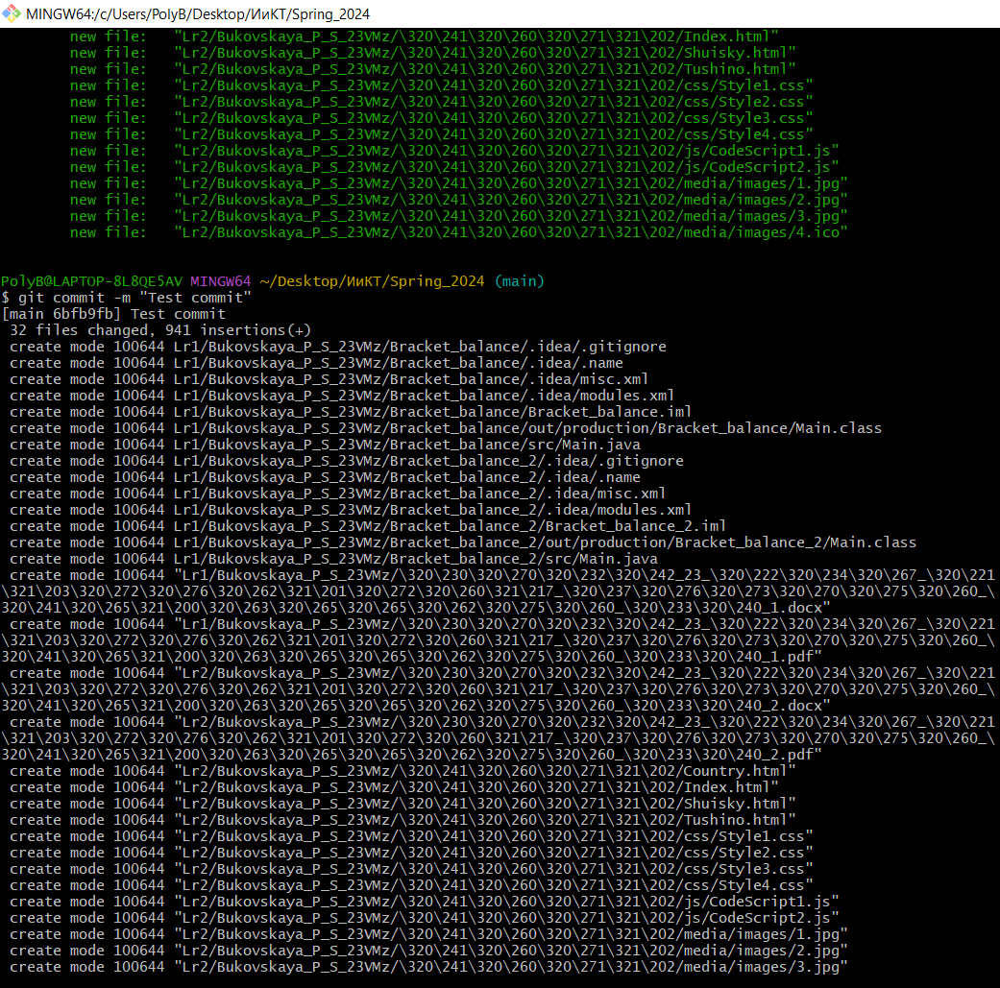 MINGW64:/c/Users/PolyB/Desktop/ИиКТ/Spring_2024
new file:   "Lr2/Bukovskaya_P_S_23VMz/\320\241\320\260\320\271\321\202/Index.html"
new file:   "Lr2/Bukovskaya_P_S_23VMz/\320\241\320\260\320\271\321\202/Shuisky.html"
new file:   "Lr2/Bukovskaya_P_S_23VMz/\320\241\320\260\320\271\321\202/Tushino.html"
new file:   "Lr2/Bukovskaya_P_S_23VMz/\320\241\320\260\320\271\321\202/css/Style1.css"
new file:   "Lr2/Bukovskaya_P_S_23VMz/\320\241\320\260\320\271\321\202/css/Style2.css"
new file:   "Lr2/Bukovskaya_P_S_23VMz/\320\241\320\260\320\271\321\202/css/Style3.css"
new file:   "Lr2/Bukovskaya_P_S_23VMz/\320\241\320\260\320\271\321\202/css/Style4.css"
new file:   "Lr2/Bukovskaya_P_S_23VMz/\320\241\320\260\320\271\321\202/js/CodeScript1.js"
new file:   "Lr2/Bukovskaya_P_S_23VMz/\320\241\320\260\320\271\321\202/js/CodeScript2.js"
new file:   "Lr2/Bukovskaya_P_S_23VMz/\320\241\320\260\320\271\321\202/media/images/1.jpg"
new file:   "Lr2/Bukovskaya_P_S_23VMz/\320\241\320\260\320\271\321\202/media/images/2.jpg"
new file:   "Lr2/Bukovskaya_P_S_23VMz/\320\241\320\260\320\271\321\202/media/images/3.jpg"
new file:   "Lr2/Bukovskaya_P_S_23VMz/\320\241\320\260\320\271\321\202/media/images/4.ico"
PolyB@LAPTOP-8L8QE5AV MINGW64 ~/Desktop/ИиКТ/Spring_2024 (main)
$ git commit -m "Test commit"
[main 6bfb9fb] Test commit
32 files changed, 941 insertions(+)
create mode 100644 Lr1/Bukovskaya_P_S_23VMz/Bracket_balance/.idea/.gitignore
create mode 100644 Lr1/Bukovskaya_P_S_23VMz/Bracket_balance/.idea/.name
create mode 100644 Lr1/Bukovskaya_P_S_23VMz/Bracket_balance/.idea/misc.xml
create mode 100644 Lr1/Bukovskaya_P_S_23VMz/Bracket_balance/.idea/modules.xml
create mode 100644 Lr1/Bukovskaya_P_S_23VMz/Bracket_balance/Bracket_balance.iml
create mode 100644 Lr1/Bukovskaya_P_S_23VMz/Bracket_balance/out/production/Bracket_balance/Main.class
create mode 100644 Lr1/Bukovskaya_P_S_23VMz/Bracket_balance/src/Main.java
create mode 100644 Lr1/Bukovskaya_P_S_23VMz/Bracket_balance_2/.idea/.gitignore
create mode 100644 Lr1/Bukovskaya_P_S_23VMz/Bracket_balance_2/.idea/.name
create mode 100644 Lr1/Bukovskaya_P_S_23VMz/Bracket_balance_2/.idea/misc.xml
create mode 100644 Lr1/Bukovskaya_P_S_23VMz/Bracket_balance_2/.idea/modules.xml
create mode 100644 Lr1/Bukovskaya_P_S_23VMz/Bracket_balance_2/Bracket_balance_2.iml
create mode 100644 Lr1/Bukovskaya_P_S_23VMz/Bracket_balance_2/out/production/Bracket_balance_2/Main.class
create mode 100644 Lr1/Bukovskaya_P_S_23VMz/Bracket_balance_2/src/Main.java
create mode 100644 "Lr1/Bukovskaya_P_S_23VMz/\320\230\320\270\320\232\320\242_23_\320\222\320\234\320\267_\320\221
\321\203\320\272\320\276\320\262\321\201\320\272\320\260\321\217_\320\237\320\276\320\273\320\270\320\275\320\260_\
320\241\320\265\321\200\320\263\320\265\320\265\320\262\320\275\320\260_\320\233\320\240_1.docx"
create mode 100644 "Lr1/Bukovskaya_P_S_23VMz/\320\230\320\270\320\232\320\242_23_\320\222\320\234\320\267_\320\221
\321\203\320\272\320\276\320\262\321\201\320\272\320\260\321\217_\320\237\320\276\320\273\320\270\320\275\320\260_\
320\241\320\265\321\200\320\263\320\265\320\265\320\262\320\275\320\260_\320\233\320\240_1.pdf"
create mode 100644 "Lr2/Bukovskaya_P_S_23VMz/\320\230\320\270\320\232\320\242_23_\320\222\320\234\320\267_\320\221
\321\203\320\272\320\276\320\262\321\201\320\272\320\260\321\217_\320\237\320\276\320\273\320\270\320\275\320\260_\
320\241\320\265\321\200\320\263\320\265\320\265\320\262\320\275\320\260_\320\233\320\240_2.docx"
create mode 100644 "Lr2/Bukovskaya_P_S_23VMz/\320\230\320\270\320\232\320\242_23_\320\222\320\234\320\267_\320\221
\321\203\320\272\320\276\320\262\321\201\320\272\320\260\321\217_\320\237\320\276\320\273\320\270\320\275\320\260_\
320\241\320\265\321\200\320\263\320\265\320\265\320\262\320\275\320\260_\320\233\320\240_2.pdf"
create mode 100644 "Lr2/Bukovskaya_P_S_23VMz/\320\241\320\260\320\271\321\202/Country.html"
create mode 100644 "Lr2/Bukovskaya_P_S_23VMz/\320\241\320\260\320\271\321\202/Index.html"
create mode 100644 "Lr2/Bukovskaya_P_S_23VMz/\320\241\320\260\320\271\321\202/Shuisky.html"
create mode 100644 "Lr2/Bukovskaya_P_S_23VMz/\320\241\320\260\320\271\321\202/Tushino.html"
create mode 100644 "Lr2/Bukovskaya_P_S_23VMz/\320\241\320\260\320\271\321\202/css/Style1.css"
create mode 100644 "Lr2/Bukovskaya_P_S_23VMz/\320\241\320\260\320\271\321\202/css/Style2.css"
create mode 100644 "Lr2/Bukovskaya_P_S_23VMz/\320\241\320\260\320\271\321\202/css/Style3.css"
create mode 100644 "Lr2/Bukovskaya_P_S_23VMz/\320\241\320\260\320\271\321\202/css/Style4.css
create mode 100644 "Lr2/Bukovskaya_P_S_23VMz/\320\241\320\260\320\271\321\202/js/CodeScript1.js"
create mode 100644 "Lr2/Bukovskaya_P_S_23VMz/\320\241\320\260\320\271\321\202/js/CodeScript2.js"
create mode 100644 "Lr2/Bukovskaya_P_S_23VMz/\320\241\320\260\320\271\321\202/media/images/1.jpg"
create mode 100644 "Lr2/Bukovskaya_P_S_23VMz/\320\241\320\260\320\271\321\202/media/images/2.jpg"
create mode 100644 "Lr2/Bukovskaya_P_S_23VMz/\320\241\320\260\320\271\321\202/media/images/3.jpg"